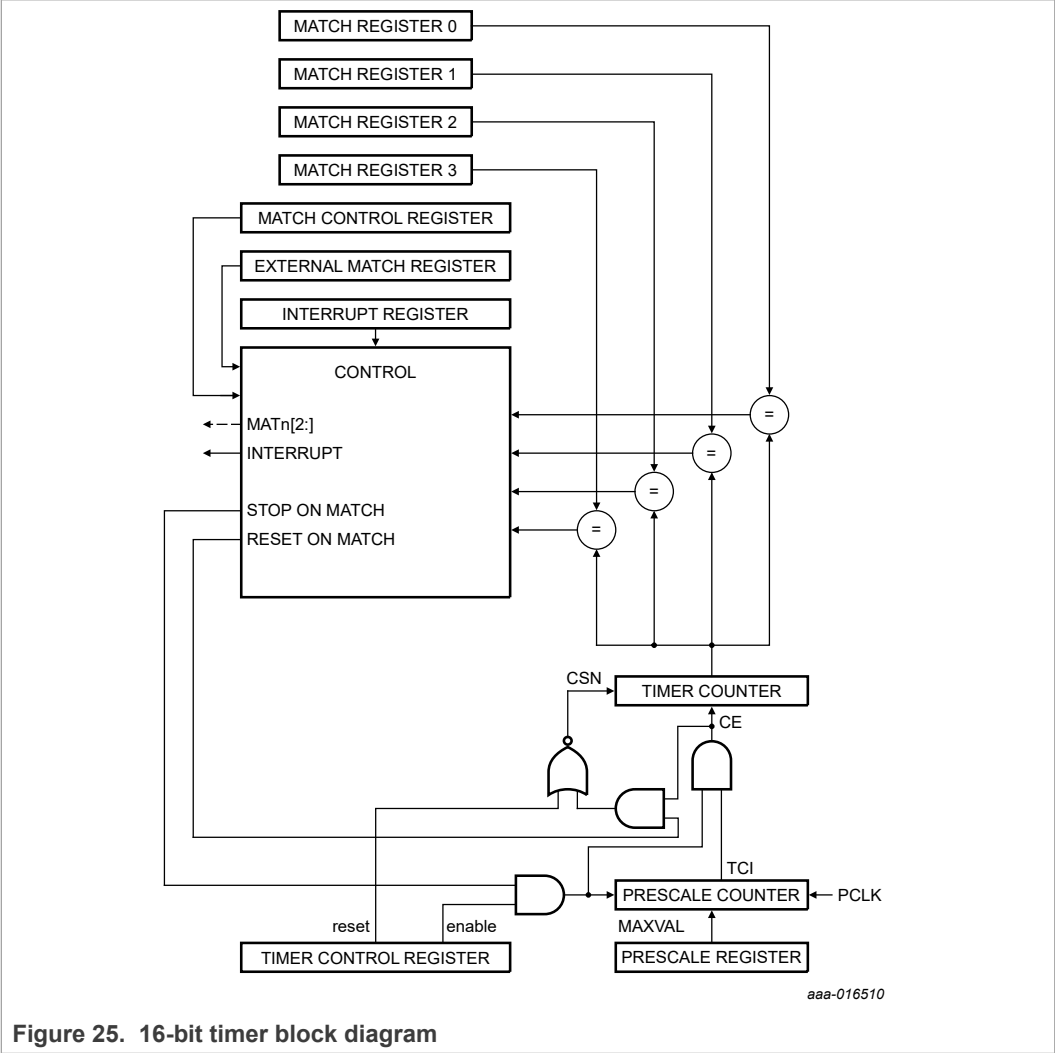 MATCH REGISTER 0
MATCH REGISTER 1
MATCH REGISTER 2
MATCH REGISTER 3
MATCH CONTROL REGISTER
EXTERNAL MATCH REGISTER
INTERRUPT REGISTER
CONTROL
=
MATn[2:]
INTERRUPT
=
=
STOP ON MATCH
=
RESET ON MATCH
CSN
TIMER COUNTER
CE
TCI
PRESCALE COUNTER
PCLK
reset
enable
MAXVAL
TIMER CONTROL REGISTER
PRESCALE REGISTER
aaa-016510
Figure 25. 16-bit timer block diagram